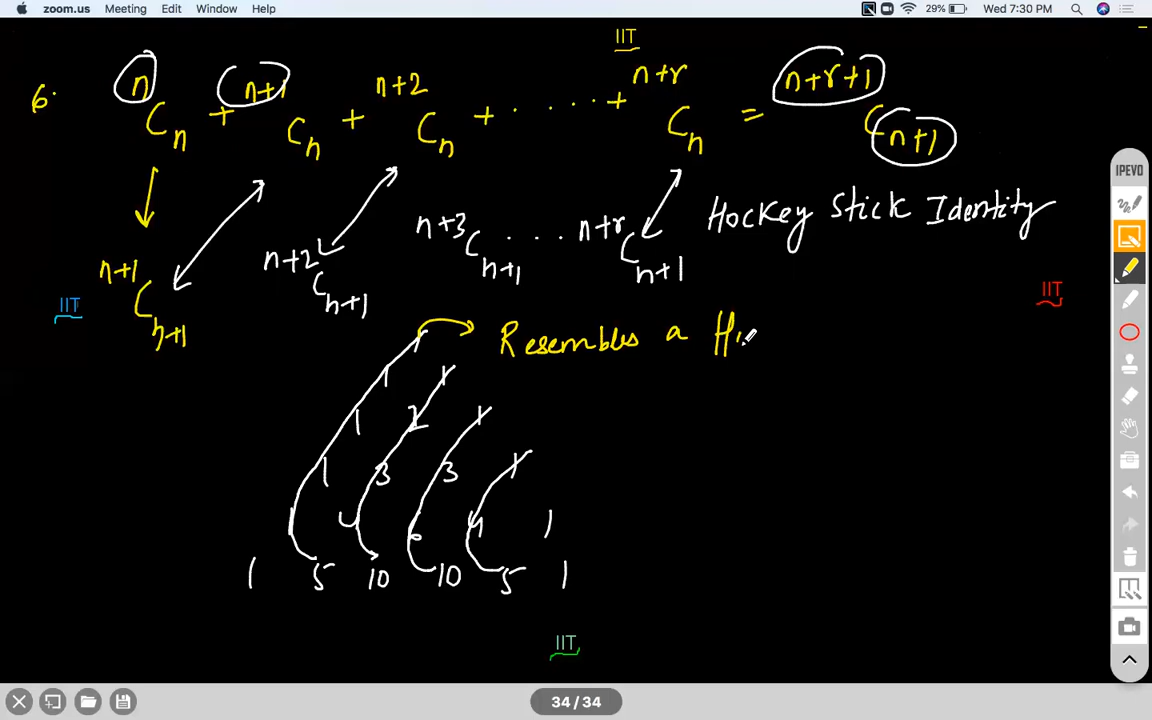 zoom.us Meeting Edit Window Help 29% Wed 7:30 PM
IIT
6. nCn + n+1Cn + n+2Cn + . . . . . + n+rCn = n+r+1Cn+1
IPEVO
n+1Cn+1 n+2Cn+1 n+3Cn+1 . . . . n+rCn+1 Hockey Stick Identity
IIT
IIT
Resembles a H
1
1 1
1 2 1
1 3 3 1
1 4 6 4 1
1 5 10 10 5 1
IIT
34 / 34